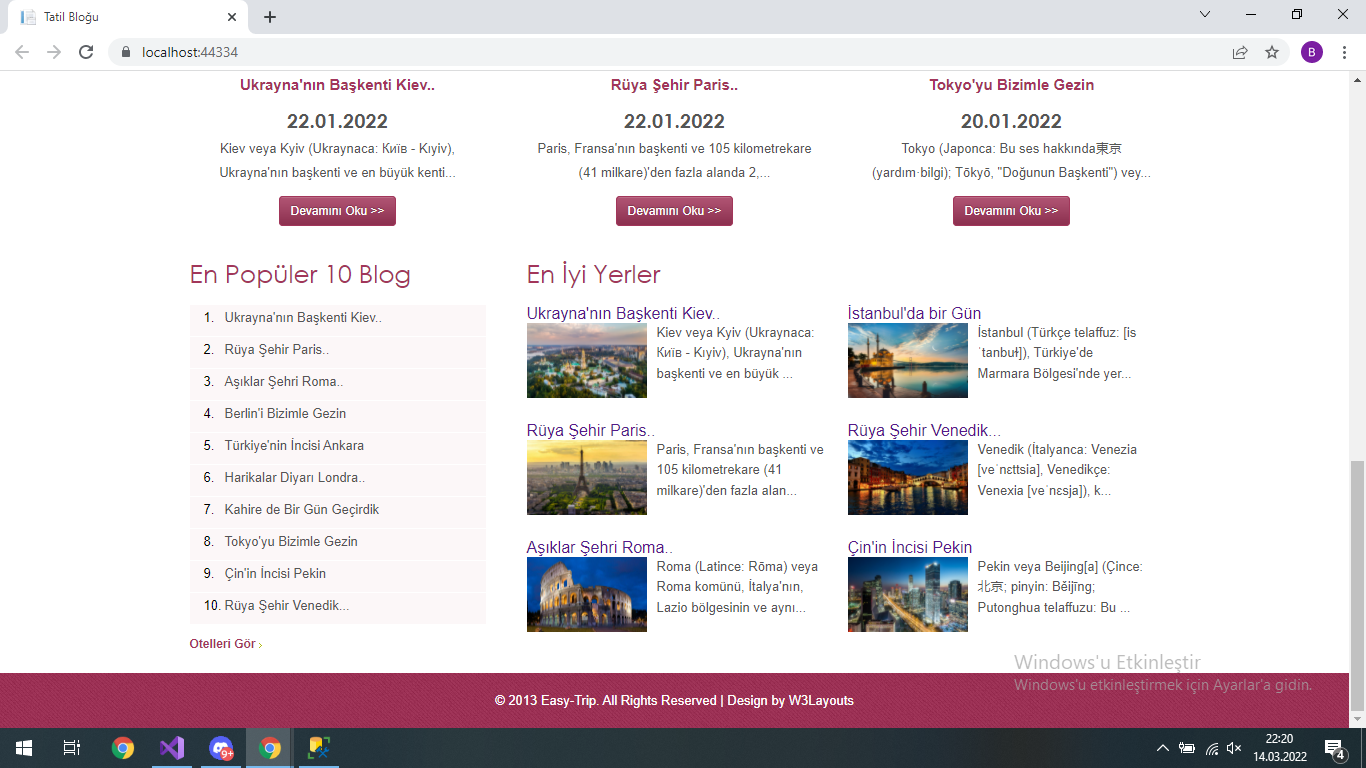 Tatil Bloğu
localhost:44334
B
Ukrayna'nın Başkenti Kiev..
22.01.2022
Kiev veya Kyiv (Ukraynaca: Київ - Kıyiv),
Ukrayna'nın başkenti ve en büyük kenti...
Devamını Oku >>
Rüya Şehir Paris..
22.01.2022
Paris, Fransa'nın başkenti ve 105 kilometrekare
(41 milkare)'den fazla alanda 2,...
Devamını Oku >>
Tokyo'yu Bizimle Gezin
20.01.2022
Tokyo (Japonca: Bu ses hakkında東京
(yardım·bilgi); Tōkyō, "Doğunun Başkenti") vey...
Devamını Oku >>
En Popüler 10 Blog
1. Ukrayna'nın Başkenti Kiev..
2. Rüya Şehir Paris..
3. Aşıklar Şehri Roma..
4. Berlin'i Bizimle Gezin
5. Türkiye'nin İncisi Ankara
6. Harikalar Diyarı Londra..
7. Kahire de Bir Gün Geçirdik
8. Tokyo'yu Bizimle Gezin
9. Çin'in İncisi Pekin
10. Rüya Şehir Venedik...
Otelleri Gör
En İyi Yerler
Ukrayna'nın Başkenti Kiev..
Kiev veya Kyiv (Ukraynaca:
Київ - Kıyiv), Ukrayna'nın
başkenti ve en büyük ...
İstanbul'da bir Gün
İstanbul (Türkçe telaffuz: [is
ˈtanbuɫ]), Türkiye'de
Marmara Bölgesi'nde yer...
Rüya Şehir Paris..
Paris, Fransa'nın başkenti ve
105 kilometrekare (41
milkare)'den fazla alan...
Rüya Şehir Venedik...
Venedik (İtalyanca: Venezia
[veˈnɛttsia], Venedikçe:
Venexia [veˈnɛsja]), k...
Aşıklar Şehri Roma..
Roma (Latince: Rōma) veya
Roma komünü, İtalya'nın,
Lazio bölgesinin ve aynı...
Çin'in İncisi Pekin
Pekin veya Beijing[a] (Çince:
北京; pinyin: Běijīng;
Putonghua telaffuzu: Bu ...
Windows'u Etkinleştir
Windows'u etkinleştirmek için Ayarlar'a gidin.
© 2013 Easy-Trip. All Rights Reserved | Design by W3Layouts
9+
22:20
14.03.2022
4